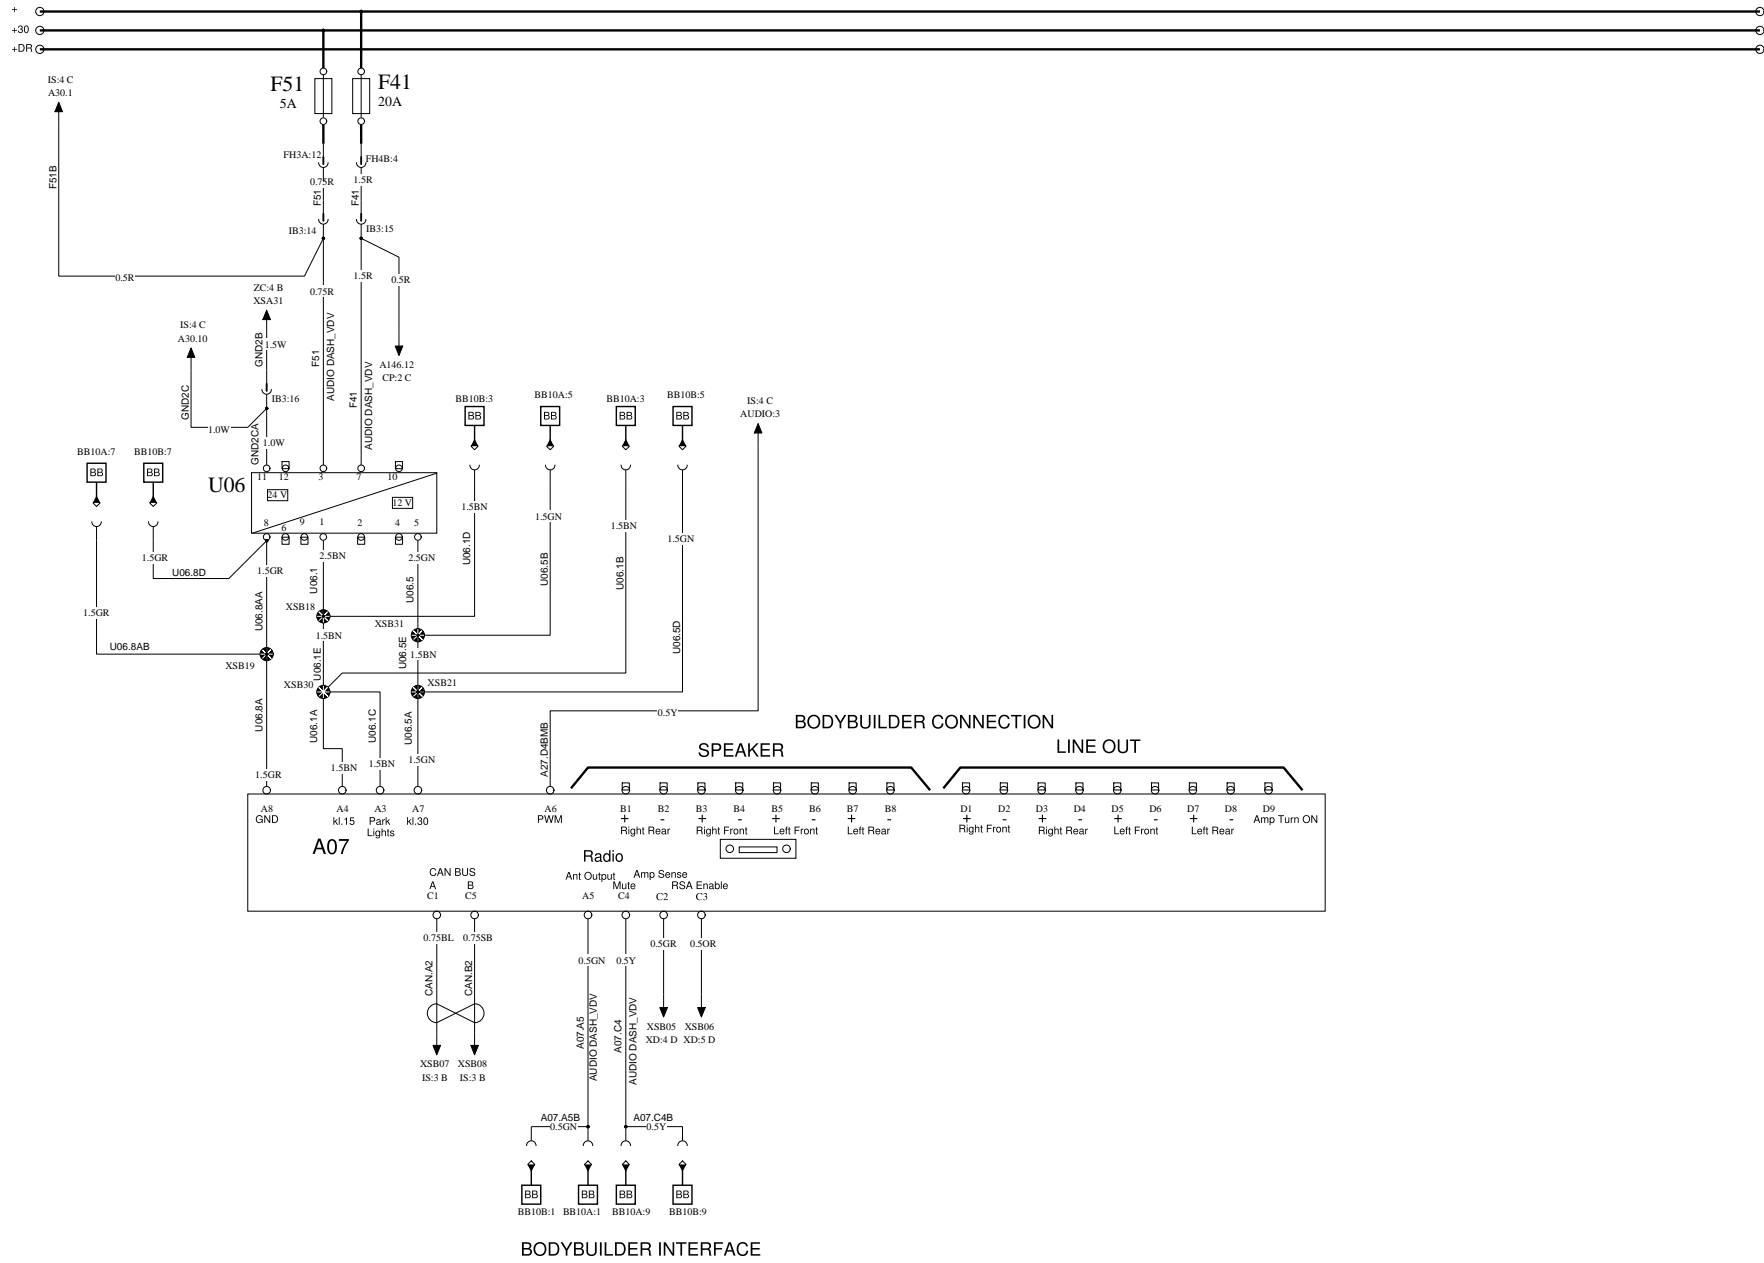 +
+30
+DR
IS:4 C
A30.1
F51
5A
F41
20A
FH3A:12
FH4B:4
F51B
0.75R
1.5R
F51
F41
IB3:14
IB3:15
0.5R
1.5R
0.5R
0.75R
ZC:4 B
XSA31
IS:4 C
A30.10
GND2B
1.5W
F51
AUDIO DASH_VDV
F41
AUDIO DASH_VDV
A146.12
CP:2 C
GND2C
IB3:16
1.0W
GND2CA
1.0W
BB10B:3
BB10A:5
BB10A:3
BB10B:5
BB
BB
BB
BB
IS:4 C
AUDIO:3
BB10A:7
BB10B:7
BB
BB
U06
11
12
3
7
10
24 V
12 V
8
6
9
1
2
4
5
1.5BN
1.5GN
1.5BN
1.5GN
U06.1D
U06.5B
U06.1B
U06.5D
1.5GR
U06.8D
1.5GR
2.5BN
2.5GN
U06.8AA
U06.1
U06.5
1.5GR
XSB18
XSB31
1.5BN
U06.8AB
XSB19
U06.1E
U06.5E
1.5BN
XSB30
XSB21
U06.8A
U06.1A
U06.1C
U06.5A
0.5Y
A27.D4BMB
1.5GR
1.5BN
1.5BN
1.5GN
BODYBUILDER CONNECTION
SPEAKER
LINE OUT
A8
GND
A4
kl.15
A3
Park
Lights
A7
kl.30
A6
PWM
B1
B2
B3
B4
B5
B6
B7
B8
+
-
+
-
+
-
+
-
Right Rear
Right Front
Left Front
Left Rear
D1
D2
D3
D4
D5
D6
D7
D8
D9
+
-
+
-
+
-
+
-
Amp Turn ON
Right Front
Right Rear
Left Front
Left Rear
A07
Radio
CAN BUS
A
B
C1
C5
Ant Output
A5
Mute
C4
Amp Sense
C2
RSA Enable
C3
0.75BL
0.75SB
0.5GN
0.5Y
0.5GR
0.5OR
CAN.A2
CAN.B2
A07.A5
AUDIO DASH_VDV
A07.C4
AUDIO DASH_VDV
XSB05
XD:4 D
XSB06
XD:5 D
XSB07
IS:3 B
XSB08
IS:3 B
A07.A5B
0.5GN
A07.C4B
0.5Y
BB
BB
BB
BB
BB10B:1
BB10A:1
BB10A:9
BB10B:9
BODYBUILDER INTERFACE